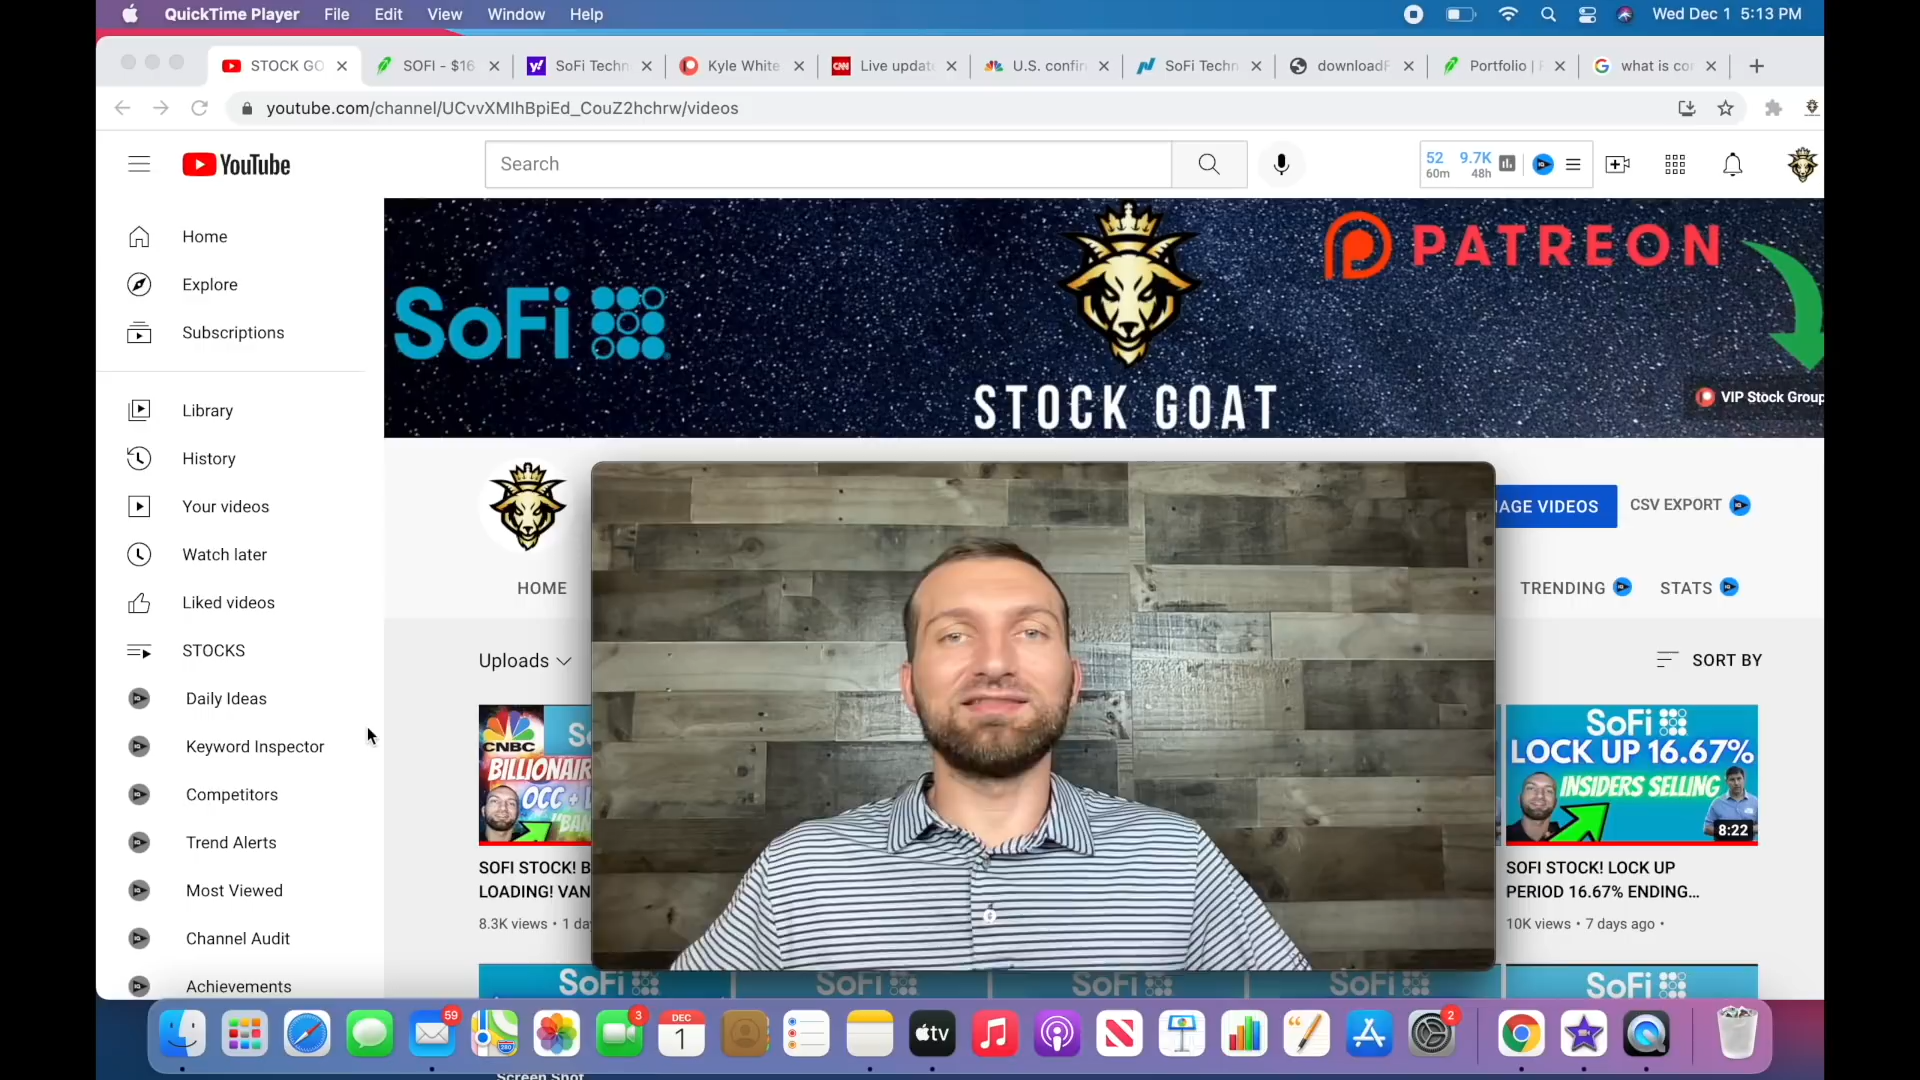 QuickTime Player File Edit View Window Help Wed Dec 1 5:13 PM
STOCK GO SOFI - $16 SoFi Techn Kyle White CNN Live updat U.S. confir SoFi Techn downloadF Portfolio | what is co
youtube.com/channel/UCvvXMIhBpiEd_CouZ2hchrw/videos
YouTube
Search
52 9.7K
60m 48h
Home
Explore
Subscriptions
Library
History
Your videos
Watch later
Liked videos
STOCKS
Daily Ideas
Keyword Inspector
Competitors
Trend Alerts
Most Viewed
Channel Audit
Achievements
SoFi
PATREON
STOCK GOAT
VIP Stock Group
AGE VIDEOS CSV EXPORT
HOME TRENDING STATS
Uploads SORT BY
CNBC
BILLIONAIR
OCC +
"BAN
SOFI STOCK! B
LOADING! VAN
8.3K views • 1 da
SoFi
LOCK UP 16.67%
INSIDERS SELLING
8:22
SOFI STOCK! LOCK UP
PERIOD 16.67% ENDING...
10K views • 7 days ago •
SoFi SoFi SoFi SoFi SoFi
59 3 DEC 1 tv 2
Screen Shot